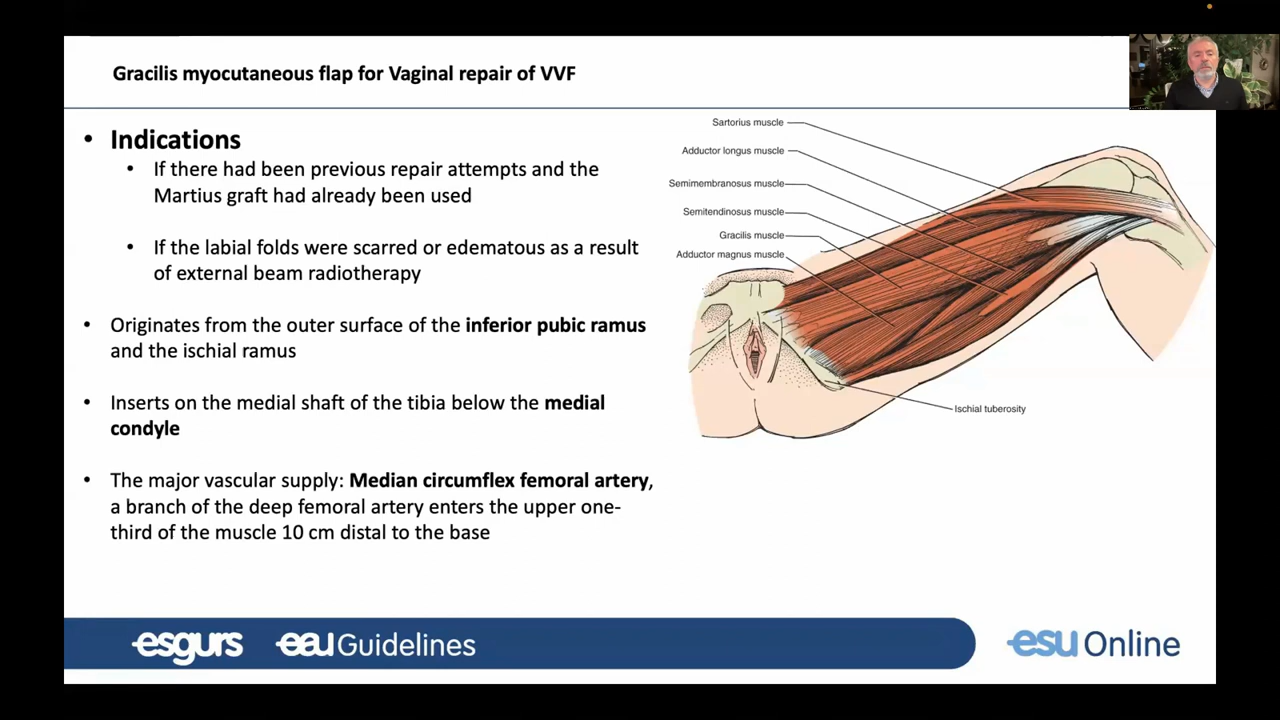 Gracilis myocutaneous flap for Vaginal repair of VVF
• Indications
• If there had been previous repair attempts and the
Martius graft had already been used
• If the labial folds were scarred or edematous as a result
of external beam radiotherapy
• Originates from the outer surface of the inferior pubic ramus
and the ischial ramus
• Inserts on the medial shaft of the tibia below the medial
condyle
• The major vascular supply: Median circumflex femoral artery,
a branch of the deep femoral artery enters the upper one-
third of the muscle 10 cm distal to the base
Sartorius muscle
Adductor longus muscle
Semimembranosus muscle
Semitendinosus muscle
Gracilis muscle
Adductor magnus muscle
Ischial tuberosity
esgurs eau Guidelines
esu Online